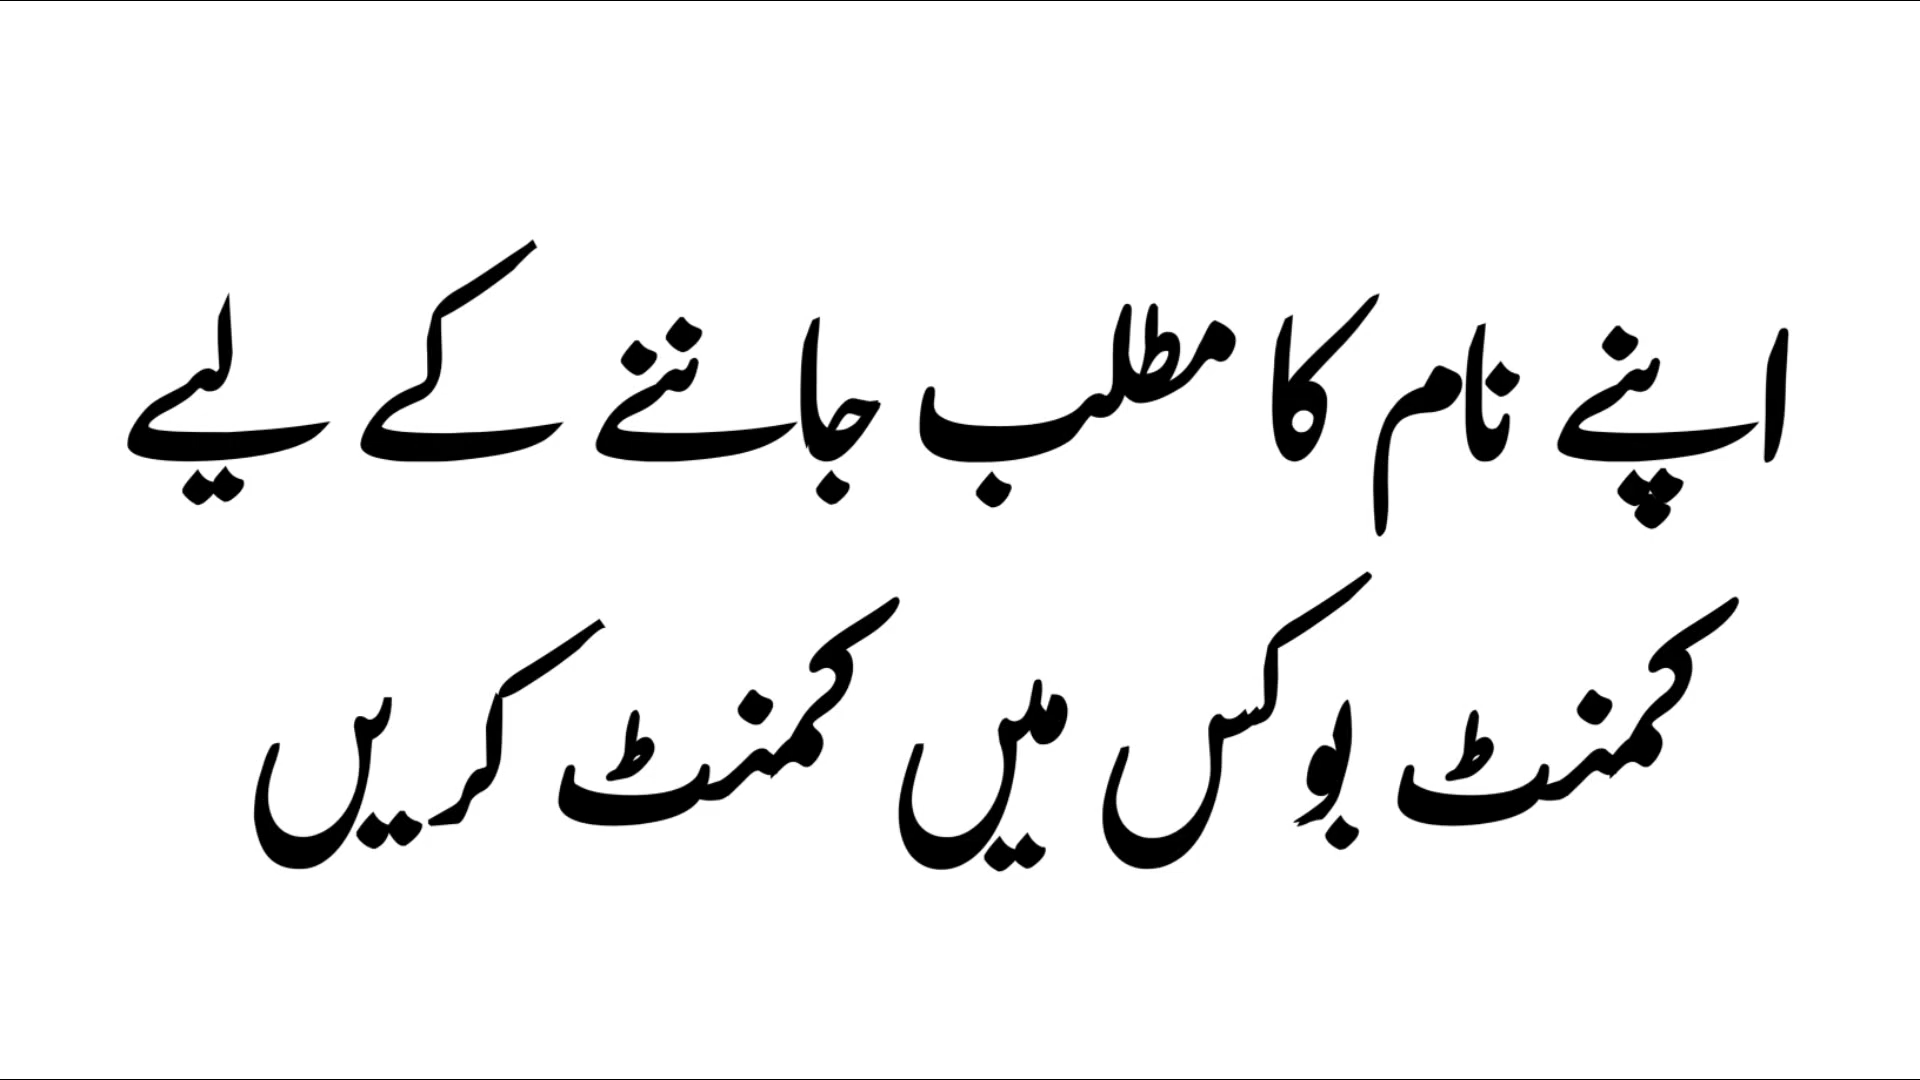 اپنے نام کا مطلب جاننے کے لیے
کمنٹ بوکس میں کمنٹ کریں